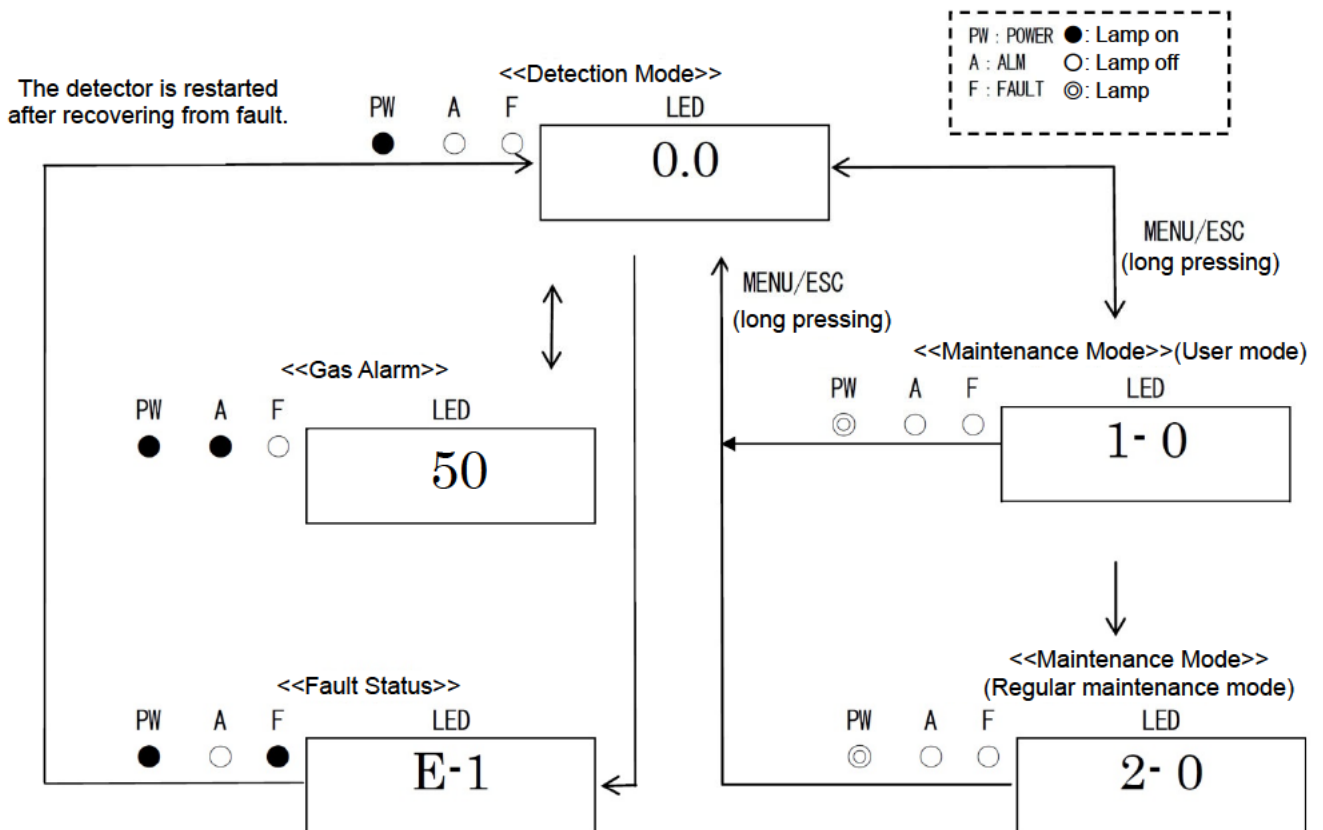 The detector is restarted
after recovering from fault.
<<Detection Mode>>
PW A F LED
0.0
PW : POWER ●: Lamp on
A : ALM ○: Lamp off
F : FAULT ◎: Lamp
MENU/ESC
(long pressing)
MENU/ESC
(long pressing)
<<Gas Alarm>>
PW A F LED
50
<<Maintenance Mode>>(User mode)
PW A F LED
1- 0
<<Fault Status>>
PW A F LED
E-1
<<Maintenance Mode>>
(Regular maintenance mode)
PW A F LED
2- 0